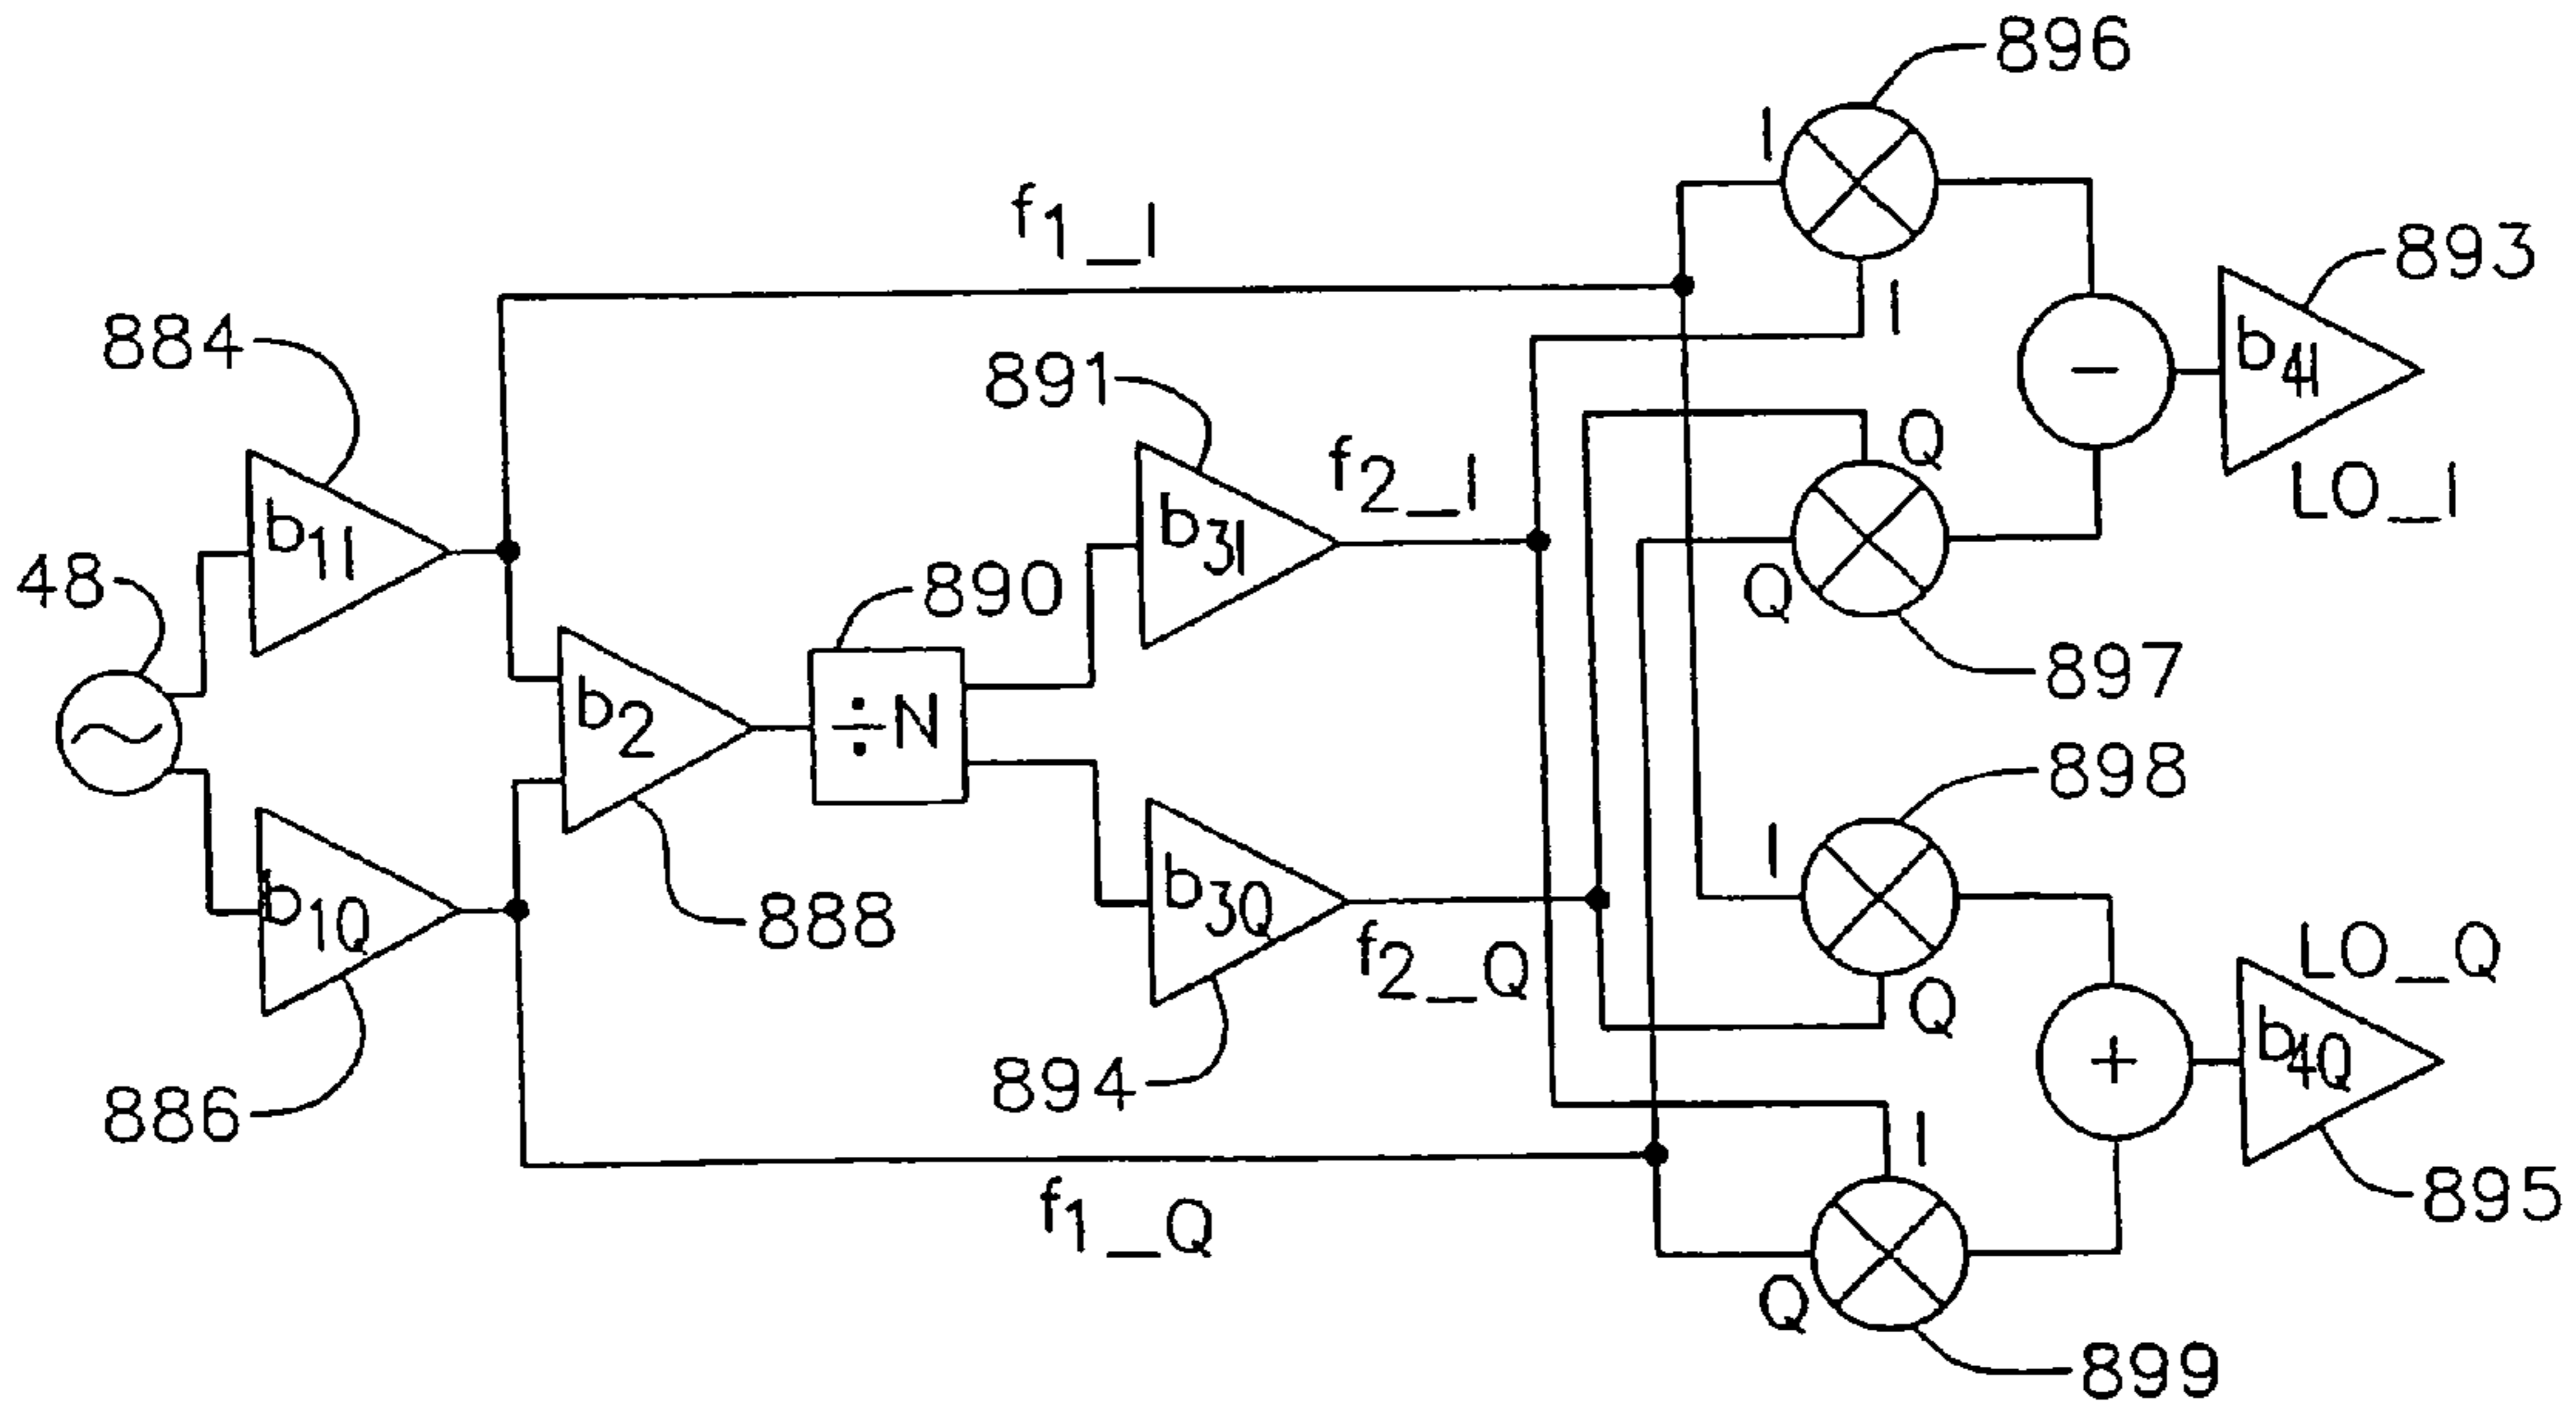 896
I
f1_I
893
I
884
b4I
891
Q
f2_I
LO_I
b1I
b3I
48
890
Q
897
b2
÷N
898
I
b3Q
888
b1Q
LO_Q
f2_Q
Q
b4Q
894
886
I
895
f1_Q
Q
899
−
+